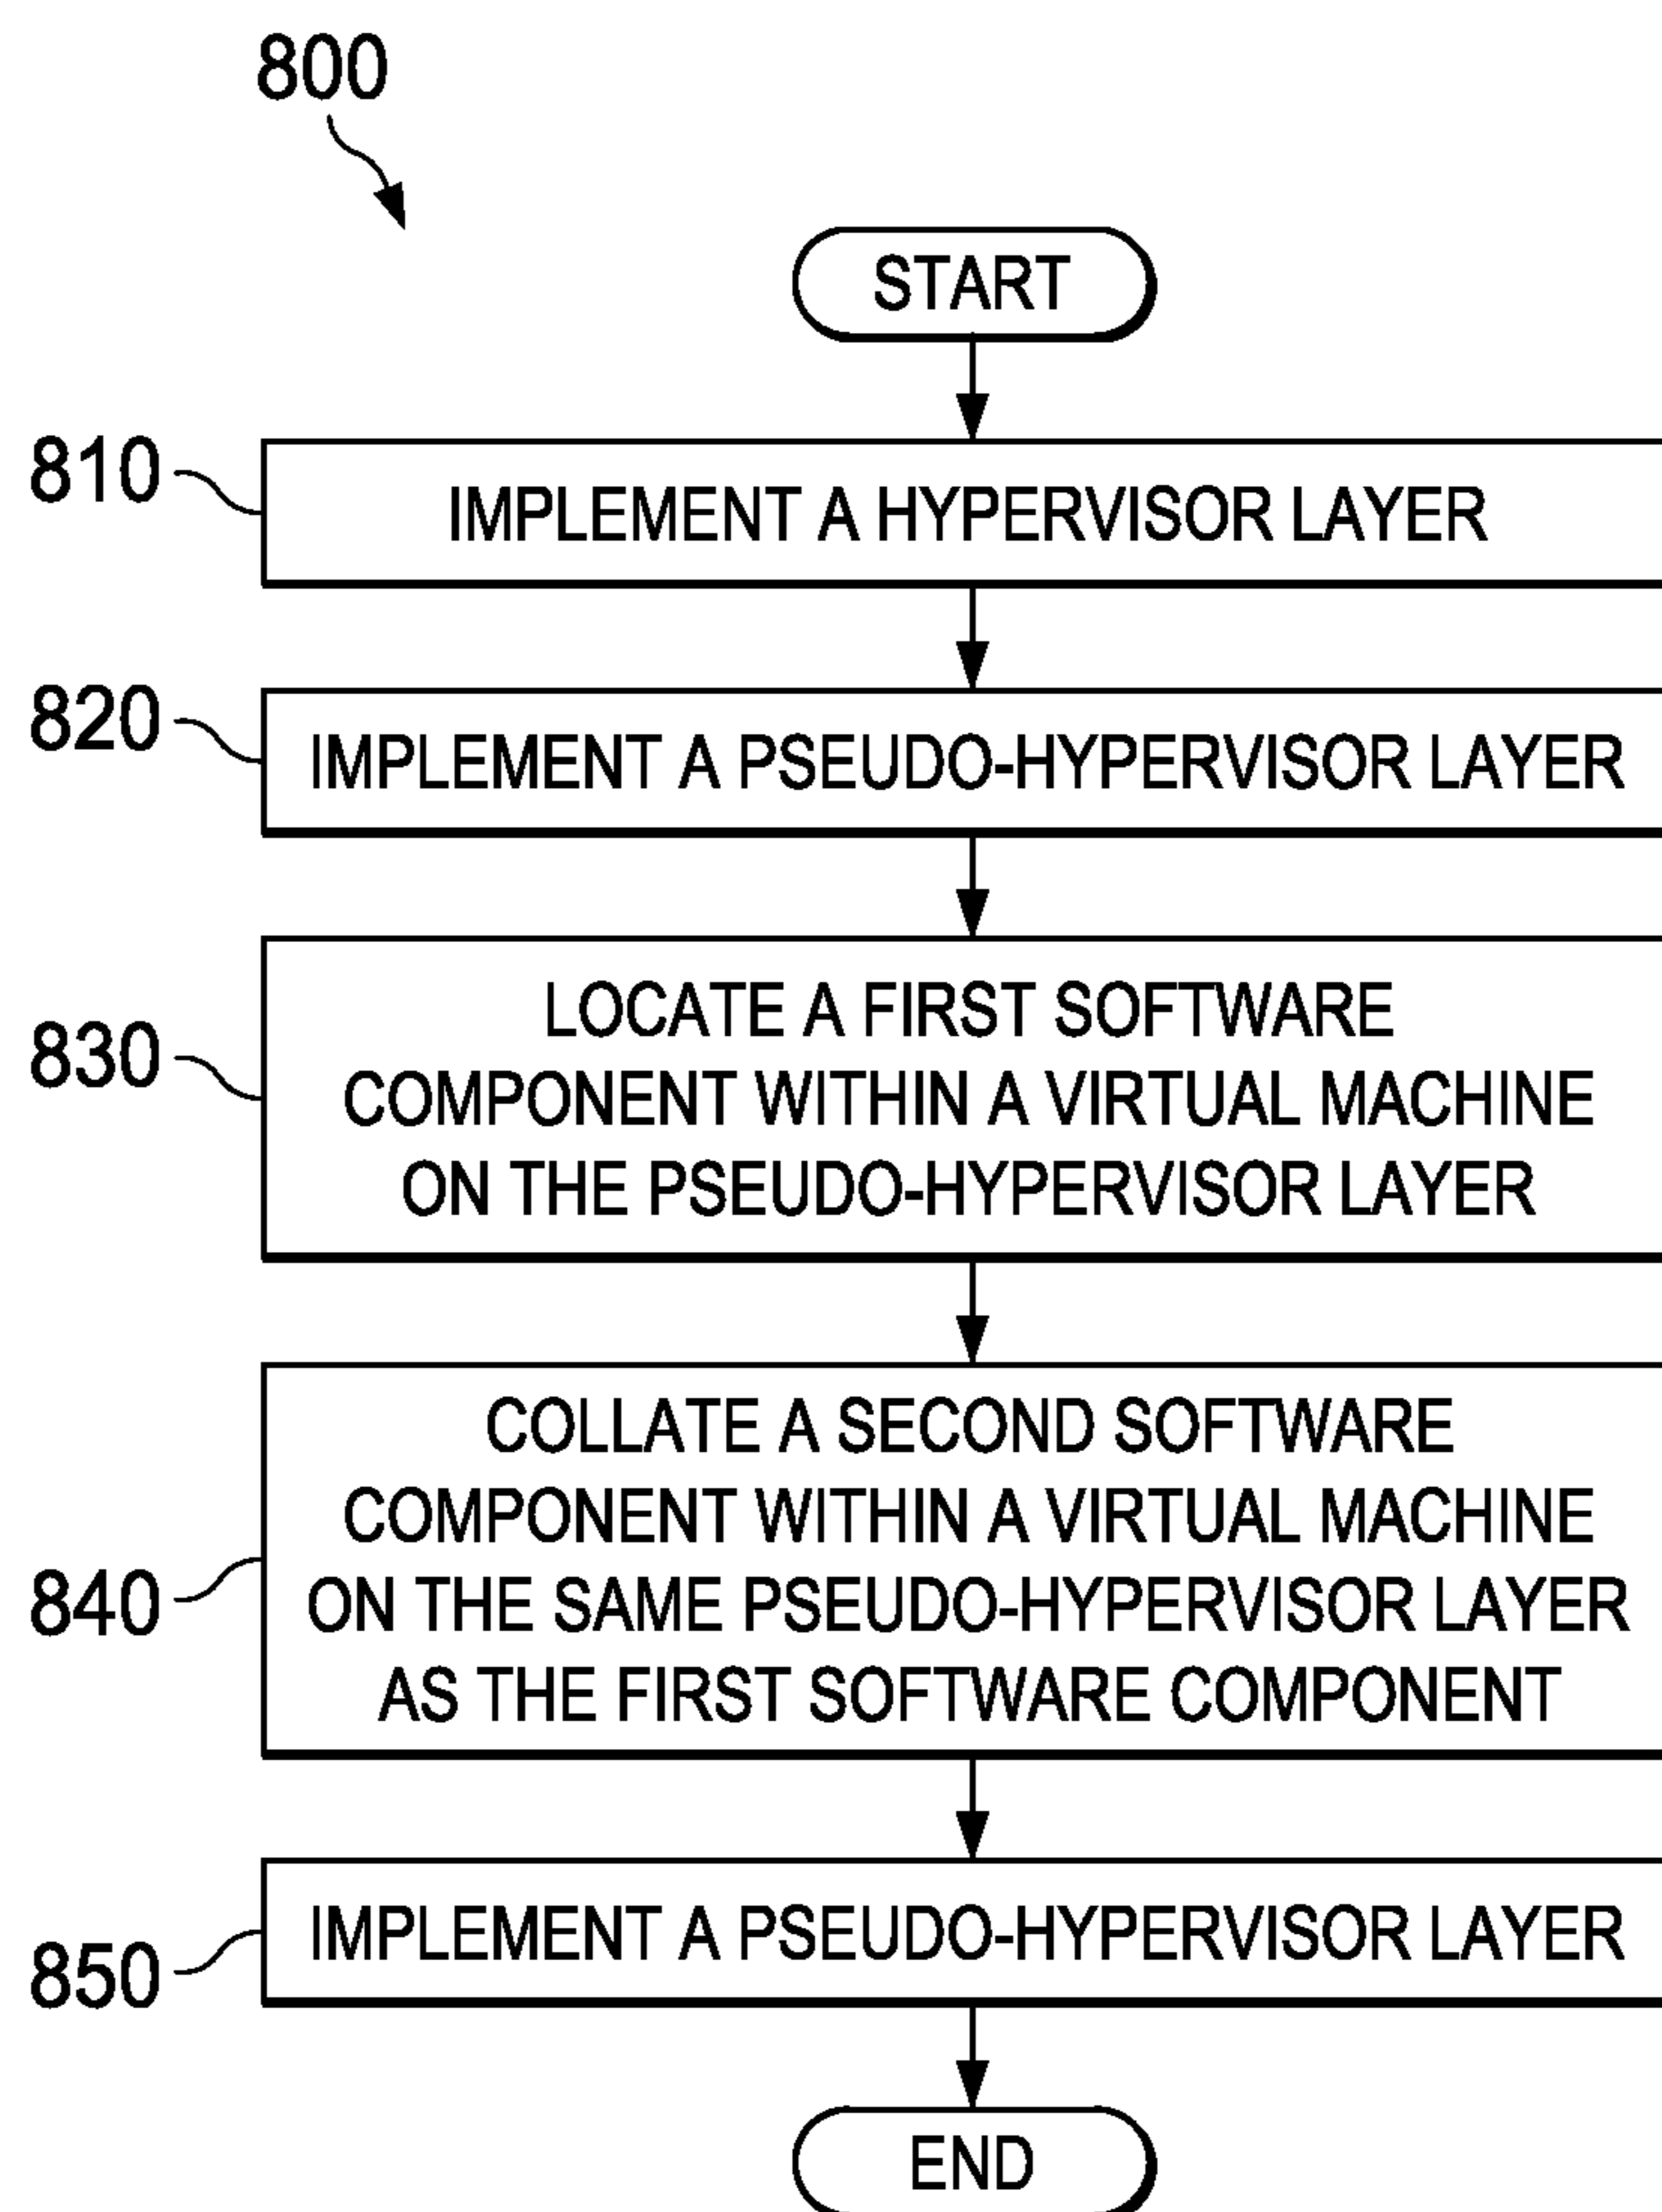 800
START
810
IMPLEMENT A HYPERVISOR LAYER
820
IMPLEMENT A PSEUDO-HYPERVISOR LAYER
830
LOCATE A FIRST SOFTWARE
COMPONENT WITHIN A VIRTUAL MACHINE
ON THE PSEUDO-HYPERVISOR LAYER
840
COLLATE A SECOND SOFTWARE
COMPONENT WITHIN A VIRTUAL MACHINE
ON THE SAME PSEUDO-HYPERVISOR LAYER
AS THE FIRST SOFTWARE COMPONENT
850
IMPLEMENT A PSEUDO-HYPERVISOR LAYER
END